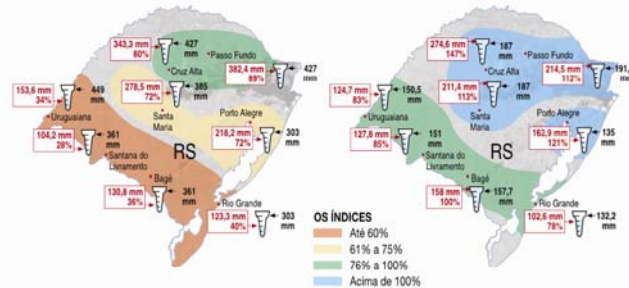 343,3 mm
80%
427
mm
Passo Fundo
Cruz Alta
382,4 mm
89%
427
mm
153,6 mm
34%
449
mm
278,5 mm
72%
385
mm
Uruguaiana
Santa
Maria
Porto Alegre
104,2 mm
28%
361
mm
218,2 mm
72%
303
mm
Santana do
Livramento
RS
Bagé
130,8 mm
36%
361
mm
Rio Grande
123,3 mm
40%
303
mm
274,6 mm
147%
187
mm
Passo Fundo
Cruz Alta
214,5 mm
112%
191,
mm
124,7 mm
83%
150,5
mm
211,4 mm
113%
187
mm
Uruguaiana
Santa
Maria
Porto Alegre
127,8 mm
85%
151
mm
162,9 mm
121%
135
mm
Santana do
Livramento
RS
Bagé
158 mm
100%
157,7
mm
Rio Grande
102,6 mm
78%
132,2
mm
OS ÍNDICES
Até 60%
61% a 75%
76% a 100%
Acima de 100%